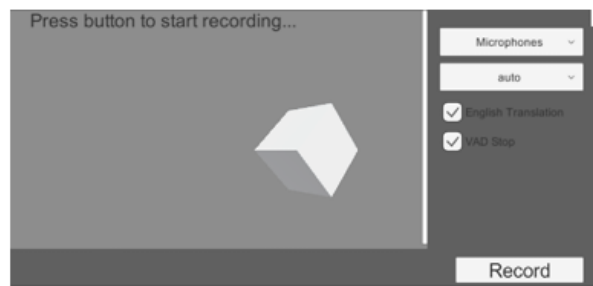 Press button to start recording...
Microphones
auto
English Translation
VAD Stop
Record